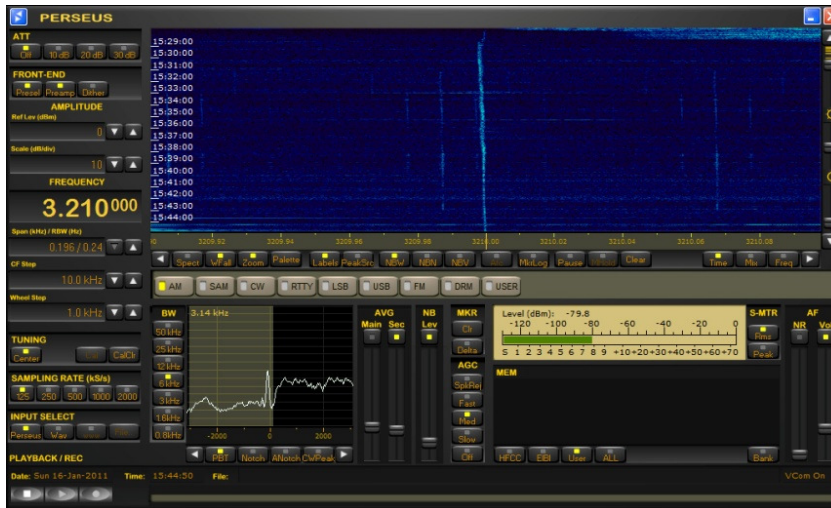 PERSEUS
ATT
Off 10 dB 20 dB 30 dB
FRONT-END
Presel Preamp Dither
AMPLITUDE
Ref Lev (dBm)
0
Scale (dB/div)
10
FREQUENCY
3.210000
Span (kHz) / RBW (Hz)
0.196 / 0.24
CF Step
10.0 kHz
Wheel Step
1.0 kHz
TUNING
Center CalClr
SAMPLING RATE (kS/s)
125 250 500 1000 2000
INPUT SELECT
Perseus Wav
PLAYBACK / REC
15:29:00
15:30:00
15:31:00
15:32:00
15:33:00
15:34:00
15:35:00
15:36:00
15:37:00
15:38:00
15:39:00
15:40:00
15:41:00
15:42:00
15:43:00
15:44:00
3209.92 3209.94 3209.96 3209.98 3210.00 3210.02 3210.04 3210.06 3210.08
Spect WFall Zoom Palette Labels PeakSrc NBW NBN NBV MkrLog Pause Clear Time Min Freq
AM SAM CW RTTY LSB USB FM DRM USER
BW
50 kHz
25 kHz
12 kHz
6 kHz
3 kHz
1.6kHz
0.8kHz
3.14 kHz
-2000 0 2000
PBT Notch ANotch CWPeak
AVG
Main Sec
NB
Lev
MKR
Clr
Delta
AGC
SpkRej
Fast
Med
Slow
Off
Level (dBm): -79.8
-120 -100 -80 -60 -40 -20 0
S 1 2 3 4 5 6 7 8 9 +10+20+30+40+50+60+70
S-MTR
Rms
Peak
AF
NR Vo
MEM
HFCC EIBI User ALL Bank
Date: Sun 16-Jan-2011 Time: 15:44:50 File: VCom On